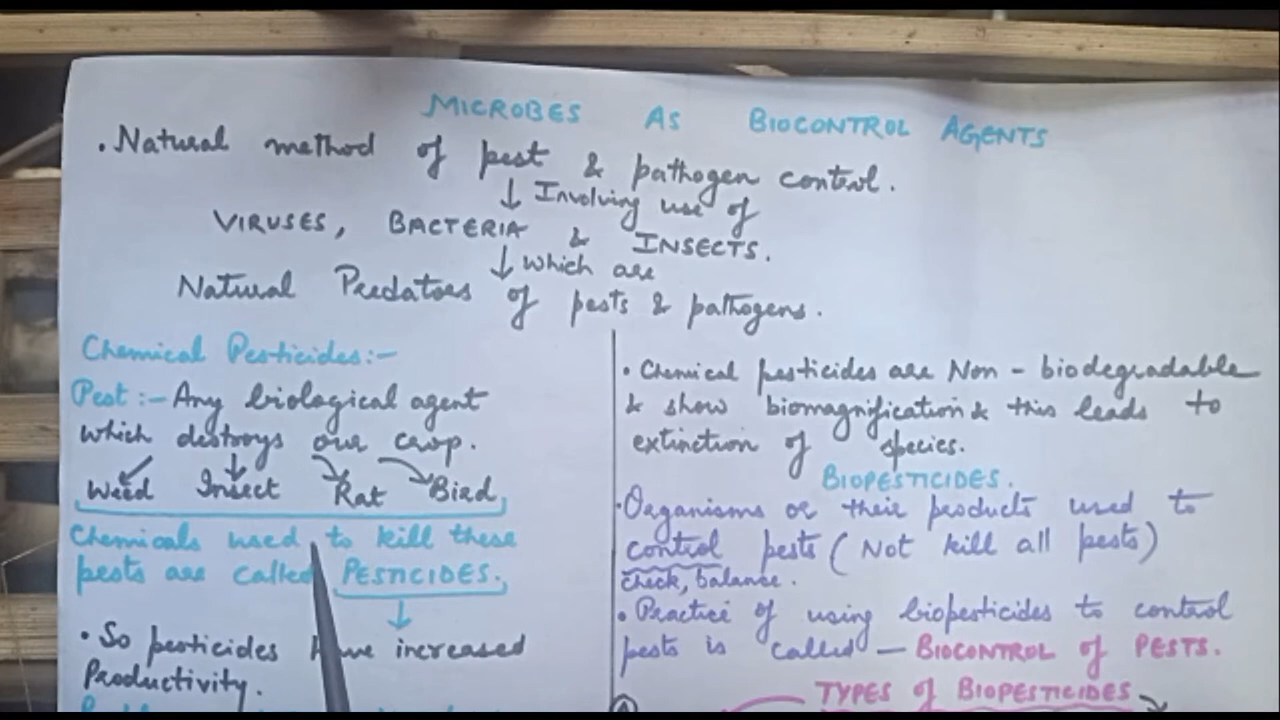 MICROBES AS BIOCONTROL AGENTS
• Natural method of pest & pathogen control.
↓ Involving use of
VIRUSES, BACTERIA & INSECTS.
↓ which are
Natural Predators of pests & pathogens.
Chemical Pesticides:-
Pest:- Any biological agent
which destroys our crop.
Weed Insect Rat Bird
Chemicals used to kill these
pests are called PESTICIDES.
• So pesticides have increased
Productivity.
• Chemical pesticides are Non-biodegradable
& show biomagnification & this leads to
extinction of species.
BIOPESTICIDES.
• Organisms or their products used to
control pests (Not kill all pests)
check, balance.
• Practice of using biopesticides to control
pests is called — BIOCONTROL of PESTS.
TYPES of BIOPESTICIDES